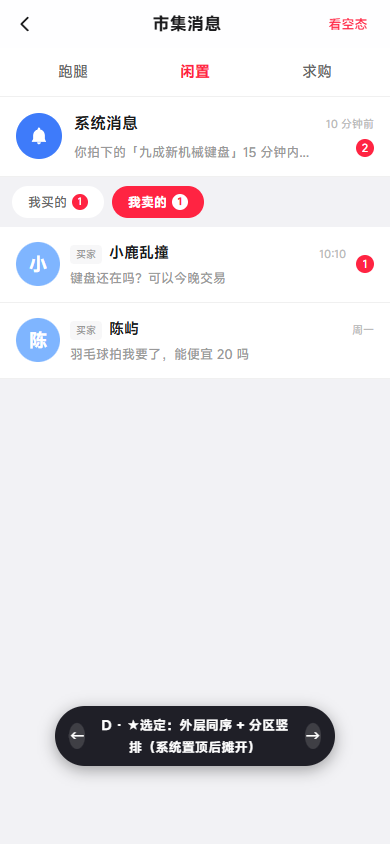 市集消息
看空态
跑腿 闲置 求购
系统消息 10 分钟前
你拍下的「九成新机械键盘」15 分钟内... 2
我买的 1 我卖的 1
小 买家 小鹿乱撞 10:10
键盘还在吗？可以今晚交易 1
陈 买家 陈屿 周一
羽毛球拍我要了，能便宜 20 吗
← D · ★选定：外层同序 + 分区竖 →
排（系统置顶后摊开）